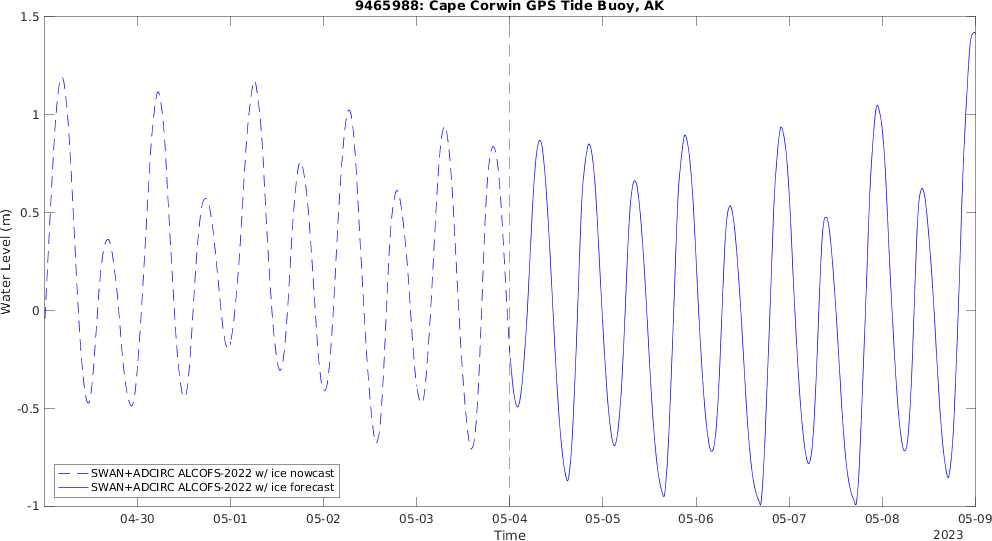 9465988: Cape Corwin GPS Tide Buoy, AK
1.5
1
0.5
0
-0.5
-1
Water Level (m)
SWAN+ADCIRC ALCOFS-2022 w/ ice nowcast
SWAN+ADCIRC ALCOFS-2022 w/ ice forecast
04-30 05-01 05-02 05-03 05-04 05-05 05-06 05-07 05-08 05-09
Time
2023